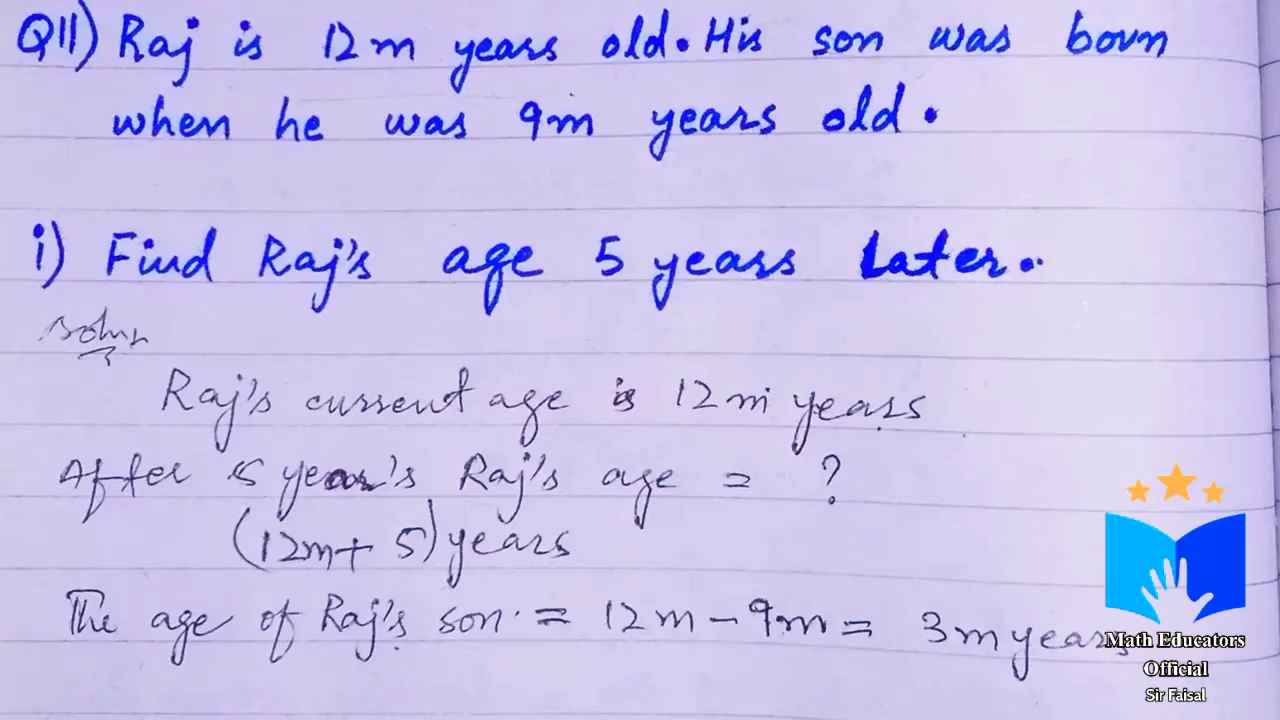 Q11) Raj is 12m years old. His son was born
when he was 9m years old.
i) Find Raj's age 5 years Later.
Soln
Raj's current age is 12m years
After 5 year's Raj's age = ?
(12m + 5) years
The age of Raj's son = 12m - 9m = 3m years
Math Educators
Official
Sir Faisal